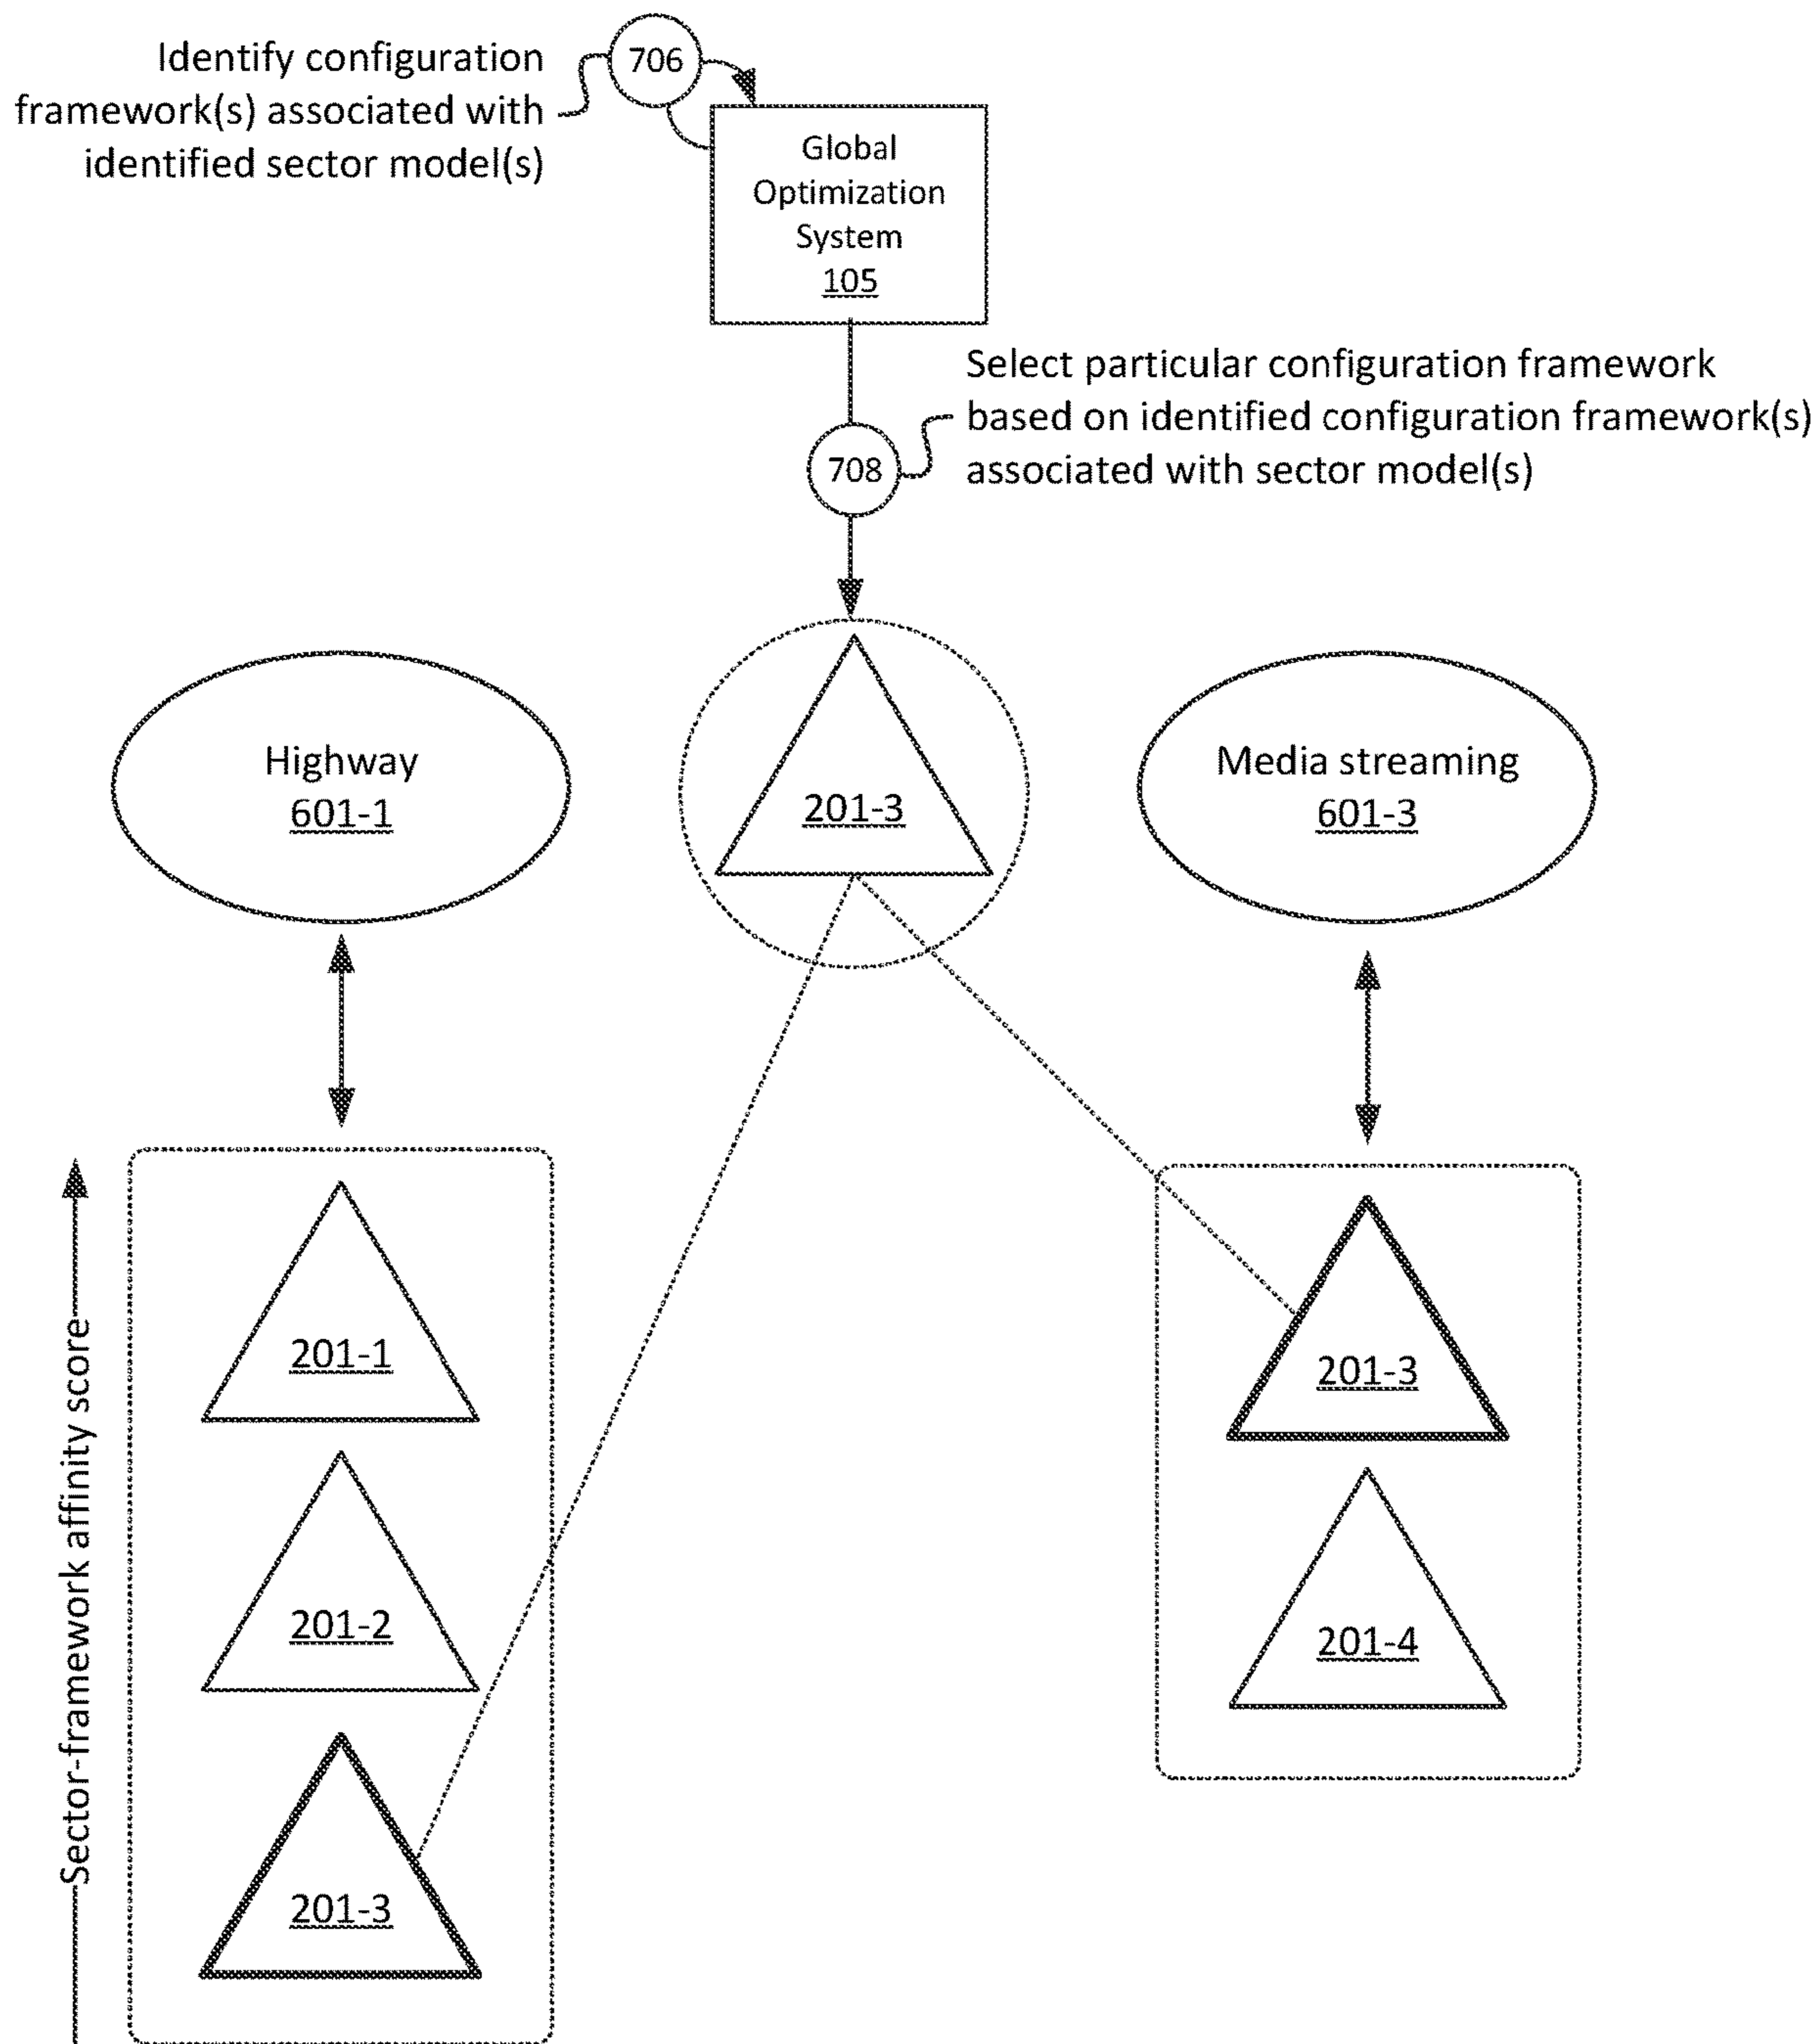 Identify configuration
framework(s) associated with
identified sector model(s)
706
Global
Optimization
System
105
Select particular configuration framework
based on identified configuration framework(s)
associated with sector model(s)
708
Highway
601-1
201-3
Media streaming
601-3
Sector-framework affinity score
201-1
201-2
201-3
201-3
201-4